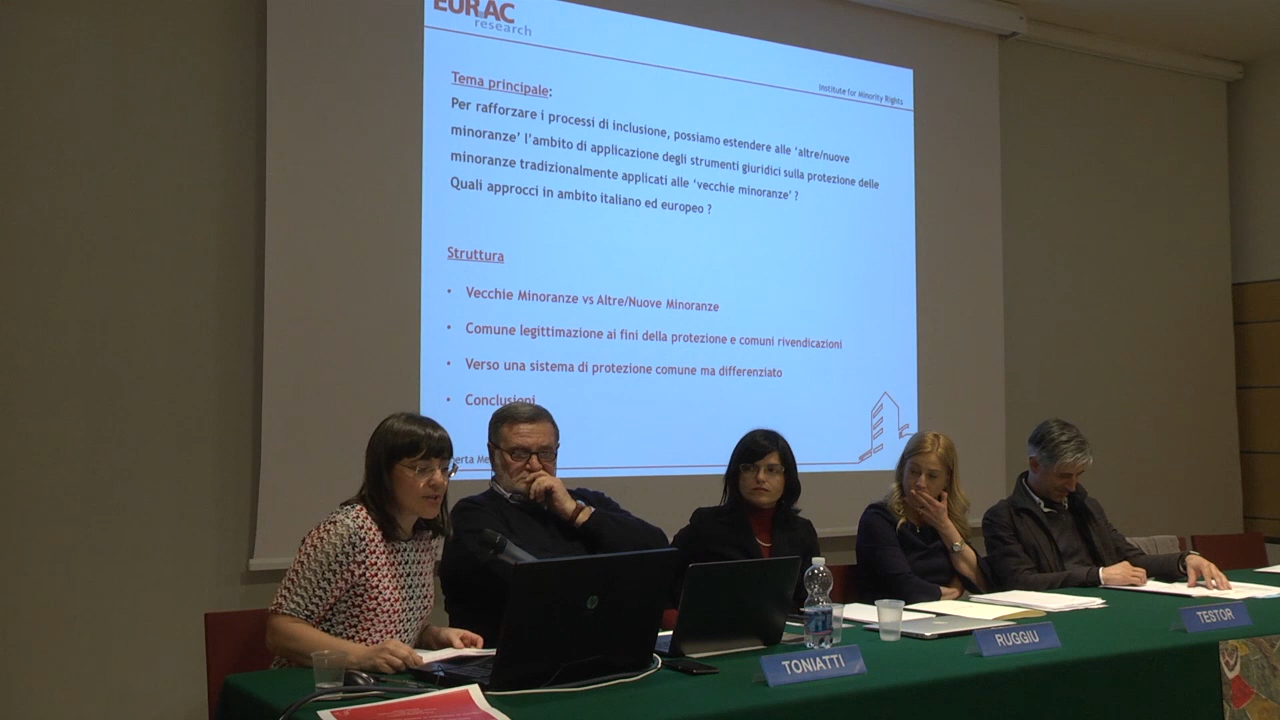 EURAC
research
Institute for Minority Rights
Tema principale:
Per rafforzare i processi di inclusione, possiamo estendere alle ‘altre/nuove
minoranze’ l’ambito di applicazione degli strumenti giuridici sulla protezione delle
minoranze tradizionalmente applicati alle ‘vecchie minoranze’ ?
Quali approcci in ambito italiano ed europeo ?
Struttura
• Vecchie Minoranze vs Altre/Nuove Minoranze
• Comune legittimazione ai fini della protezione e comuni rivendicazioni
• Verso una sistema di protezione comune ma differenziato
• Conclusioni
hp
TONIATTI
RUGGIU
TESTOR